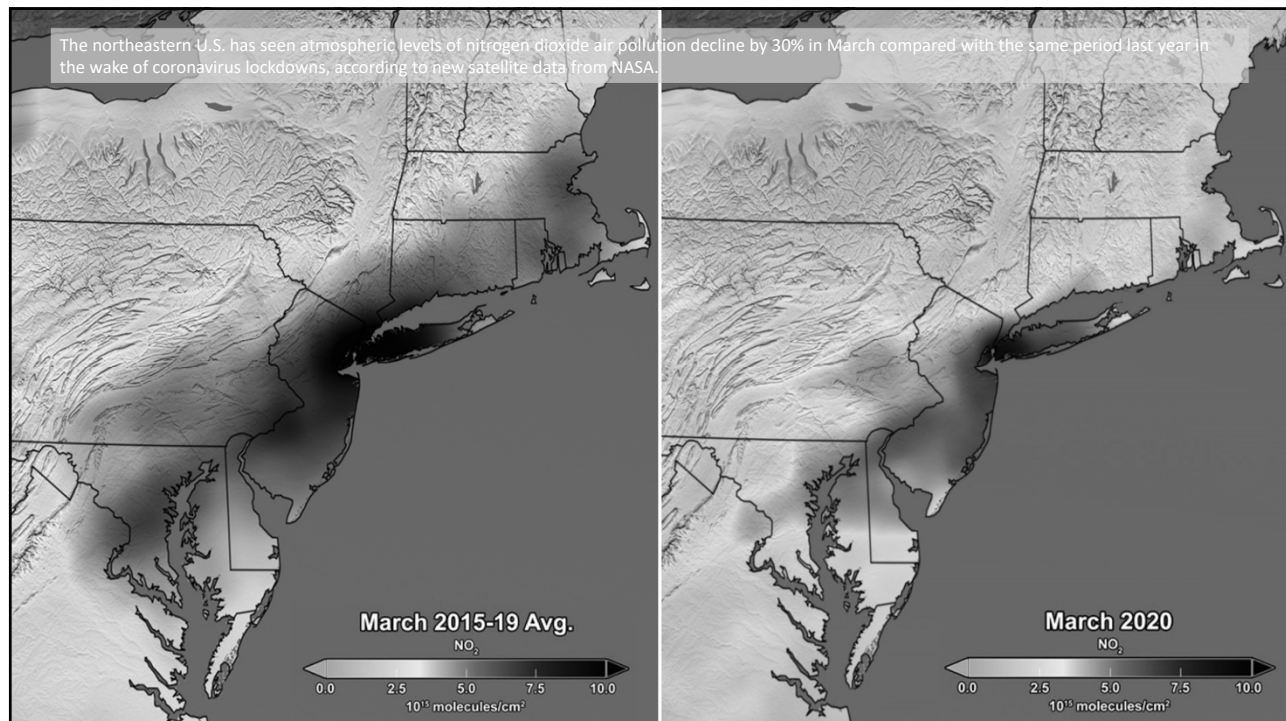 The northeastern U.S. has seen atmospheric levels of nitrogen dioxide air pollution decline by 30% in March compared with the same period last year in
the wake of coronavirus lockdowns, according to new satellite data from NASA.
March 2015-19 Avg.
NO₂
0.0 2.5 5.0 7.5 10.0
10¹⁵ molecules/cm²
March 2020
NO₂
0.0 2.5 5.0 7.5 10.0
10¹⁵ molecules/cm²